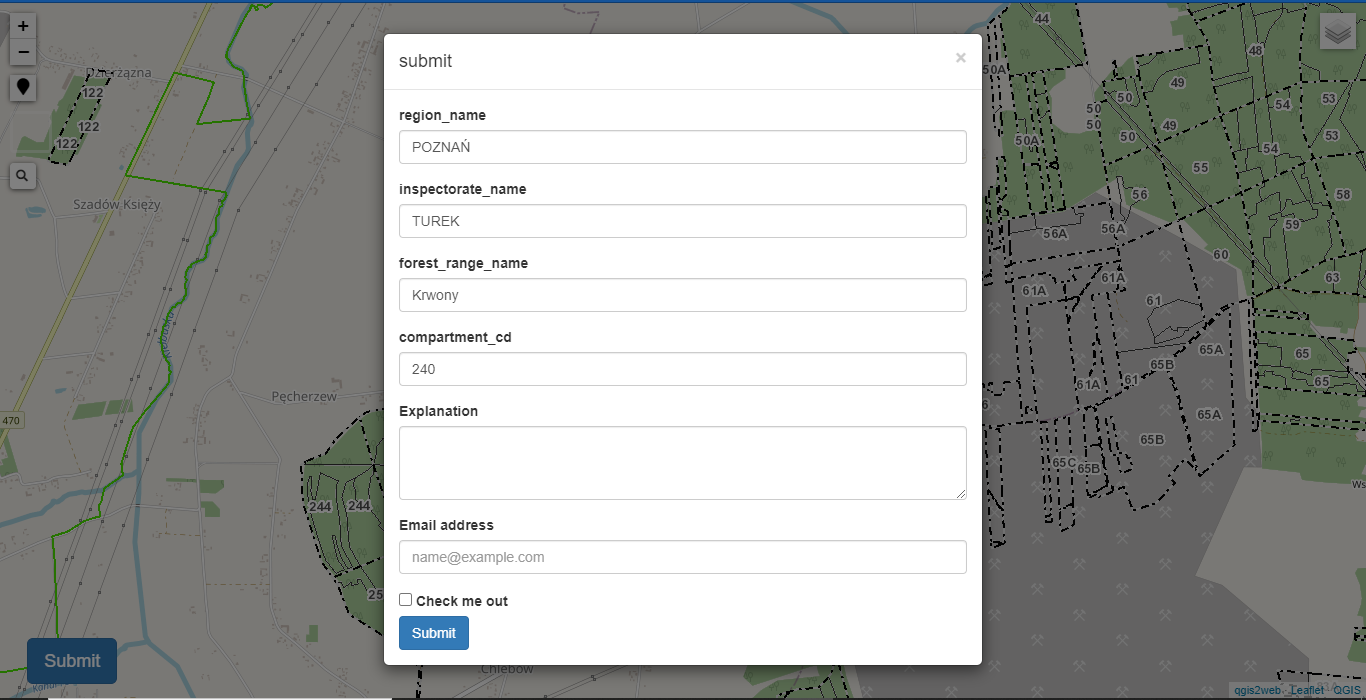 +
submit
×
44
−
50A
48
Dzierżązna
122
49
50
54
53
region_name
POZNAŃ
122
50
49
50
53
122
50A
54
55
inspectorate_name
TUREK
56
58
Szadów Księży
59
56A
56A
forest_range_name
Krwony
60
61A
63
61A
61
compartment_cd
240
65A
65
65B
61A
61
65
Pęcherzew
Explanation
6
65A
470
65B
65C
65B
244
244
Email address
name@example.com
25
Check me out
Submit
Submit
Chlebów
qgis2web
Leaflet
QGIS